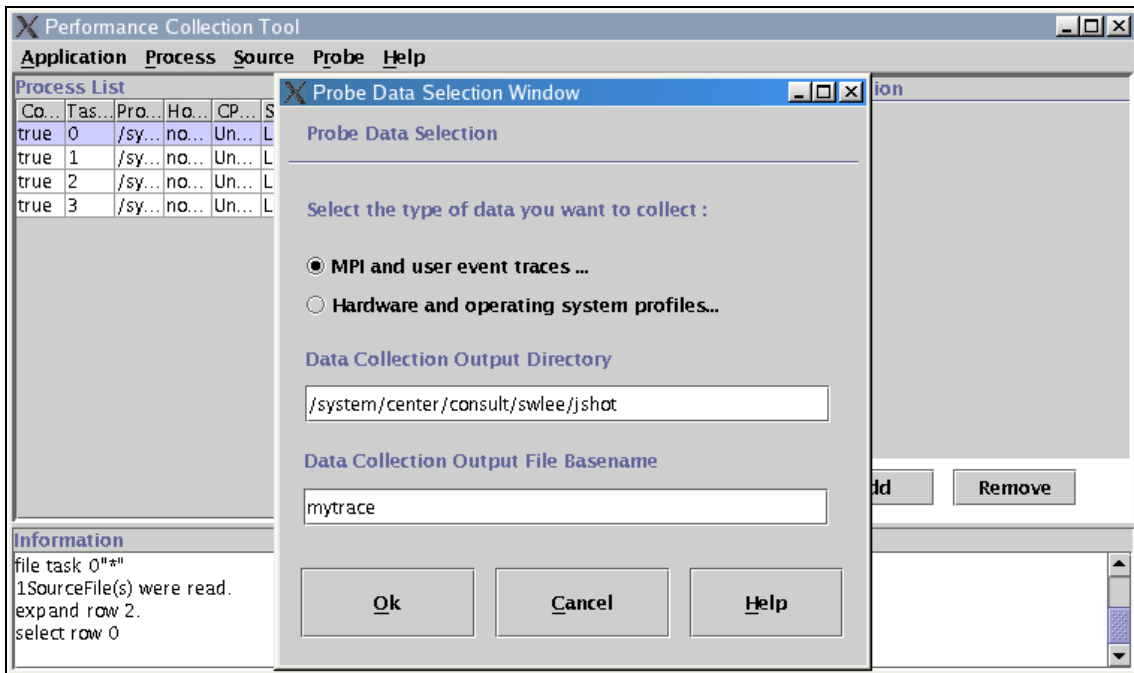 Performance Collection Tool
Application Process Source Probe Help
Process List
Co... Tas... Pro... Ho... CP... S
true 0 /sy... no... Un... L
true 1 /sy... no... Un... L
true 2 /sy... no... Un... L
true 3 /sy... no... Un... L
Probe Data Selection Window
Probe Data Selection
Select the type of data you want to collect :
MPI and user event traces ...
Hardware and operating system profiles...
Data Collection Output Directory
/system/center/consult/swlee/jshot
Data Collection Output File Basename
mytrace
Ok Cancel Help
ion
dd Remove
Information
file task 0"*"
1SourceFile(s) were read.
expand row 2.
select row 0